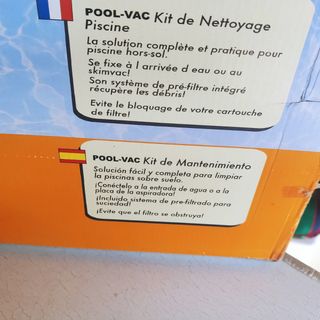 POOL-VAC Kit de Nettoyage
Piscine
La solution complète et pratique pour
piscine hors-sol.
Se fixe à l arrivée d eau ou au
skimvac!
Son système de pré-filtre intégré
récupère les débris!
Evite le bloquage de votre cartouche
de filtre!
POOL-VAC Kit de Mantenimiento
Solución fácil y completa para limpiar
la piscinas sobre suelo.
¡Conéctelo a la entrada de agua o a la
placa de la aspiradora!
¡Incluido sistema de pre-filtrado para
suciedad!
¡Evite que el filtro se obstruya!